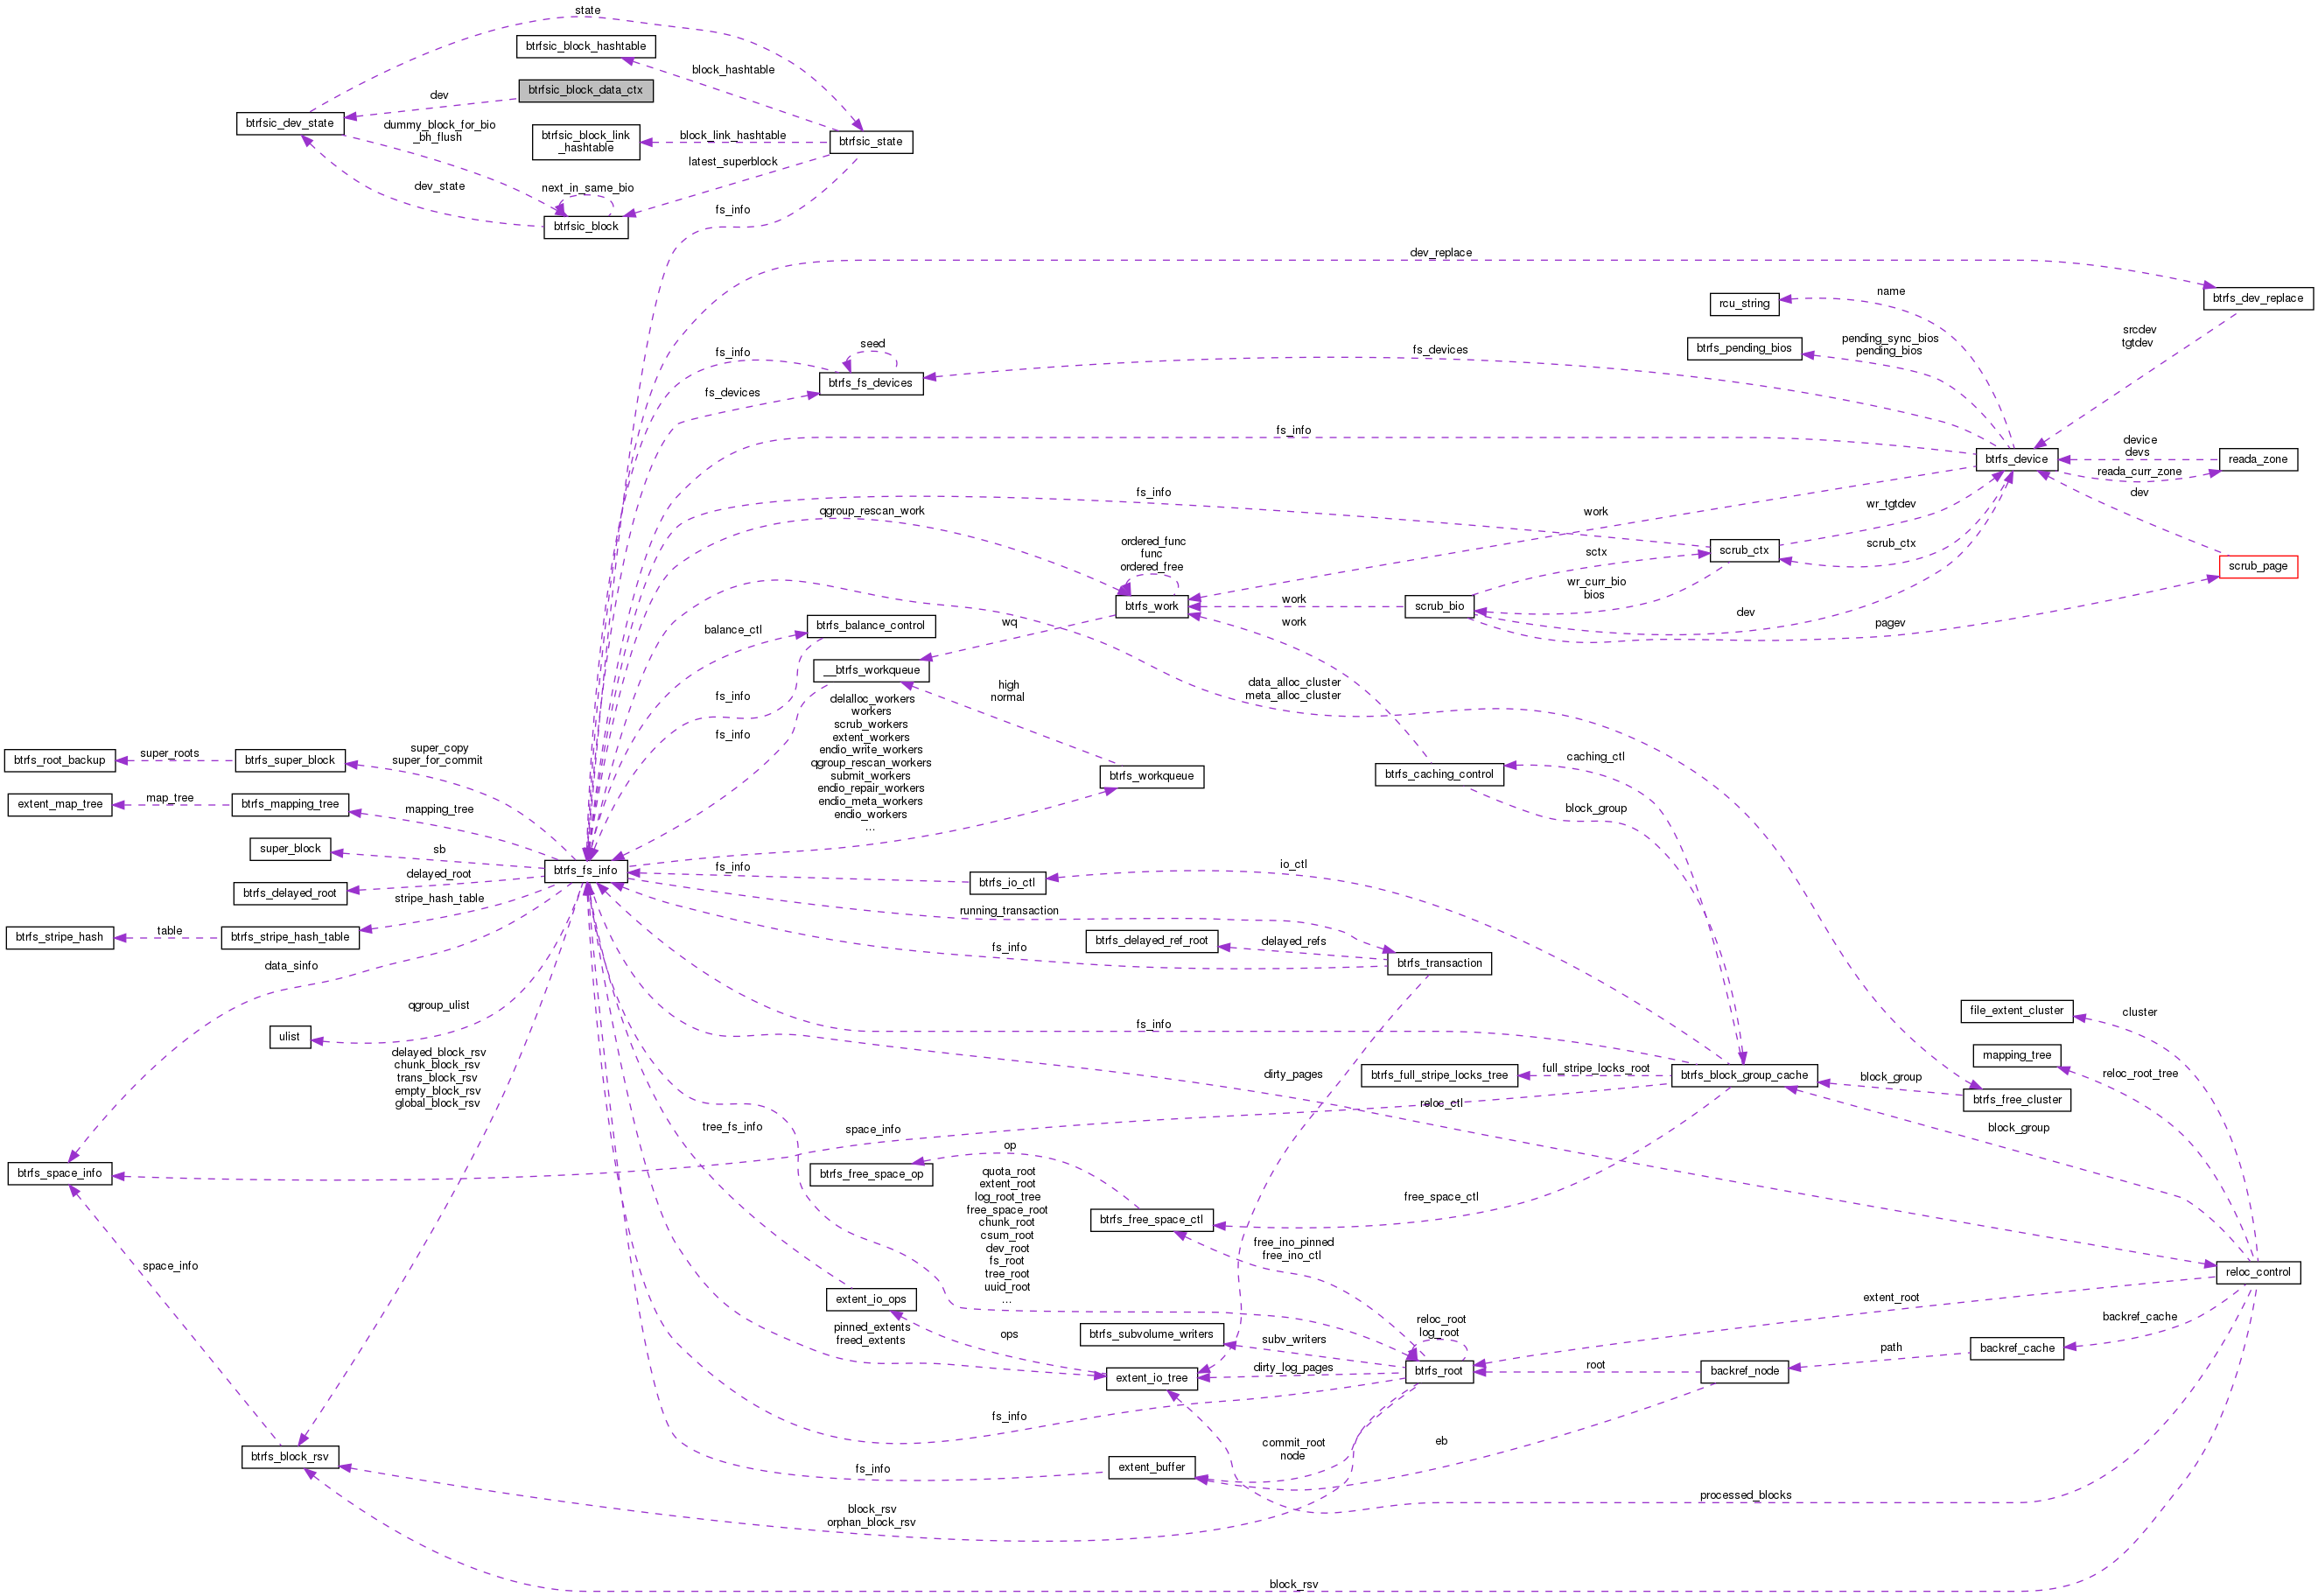 state
btrfsic_block_hashtable
block_hashtable
btrfsic_block_data_ctx
dev
btrfsic_dev_state
dummy_block_for_bio
_bh_flush
btrfsic_block_link
_hashtable
block_link_hashtable
btrfsic_state
latest_superblock
dev_state
next_in_same_bio
btrfsic_block
fs_info
dev_replace
name
rcu_string
btrfs_dev_replace
srcdev
tgtdev
pending_sync_bios
pending_bios
btrfs_pending_bios
seed
fs_info
fs_devices
btrfs_fs_devices
fs_devices
fs_info
device
devs
btrfs_device
reada_zone
reada_curr_zone
fs_info
dev
qgroup_rescan_work
work
wr_tgtdev
ordered_func
func
ordered_free
sctx
scrub_ctx
scrub_ctx
scrub_page
wr_curr_bio
bios
btrfs_work
work
scrub_bio
dev
pagev
wq
work
balance_ctl
btrfs_balance_control
__btrfs_workqueue
high
normal
data_alloc_cluster
meta_alloc_cluster
fs_info
delalloc_workers
workers
scrub_workers
extent_workers
endio_write_workers
qgroup_rescan_workers
submit_workers
endio_repair_workers
endio_meta_workers
endio_workers
...
fs_info
btrfs_workqueue
btrfs_caching_control
caching_ctl
block_group
super_copy
super_for_commit
btrfs_root_backup
super_roots
btrfs_super_block
extent_map_tree
map_tree
btrfs_mapping_tree
mapping_tree
super_block
sb
btrfs_fs_info
fs_info
btrfs_io_ctl
io_ctl
btrfs_delayed_root
delayed_root
stripe_hash_table
btrfs_stripe_hash
table
btrfs_stripe_hash_table
running_transaction
btrfs_delayed_ref_root
delayed_refs
fs_info
btrfs_transaction
data_sinfo
qgroup_ulist
ulist
fs_info
file_extent_cluster
cluster
mapping_tree
reloc_root_tree
delayed_block_rsv
chunk_block_rsv
trans_block_rsv
empty_block_rsv
global_block_rsv
dirty_pages
btrfs_full_stripe_locks_tree
full_stripe_locks_root
btrfs_block_group_cache
block_group
btrfs_free_cluster
reloc_ctl
tree_fs_info
space_info
block_group
btrfs_space_info
btrfs_free_space_op
op
quota_root
extent_root
log_root_tree
free_space_root
chunk_root
csum_root
dev_root
fs_root
tree_root
uuid_root
...
free_space_ctl
btrfs_free_space_ctl
free_ino_pinned
free_ino_ctl
space_info
reloc_control
extent_io_ops
extent_root
pinned_extents
freed_extents
ops
btrfs_subvolume_writers
subv_writers
reloc_root
log_root
backref_cache
backref_cache
path
extent_io_tree
dirty_log_pages
btrfs_root
root
backref_node
fs_info
commit_root
node
eb
btrfs_block_rsv
fs_info
extent_buffer
processed_blocks
block_rsv
orphan_block_rsv
block_rsv